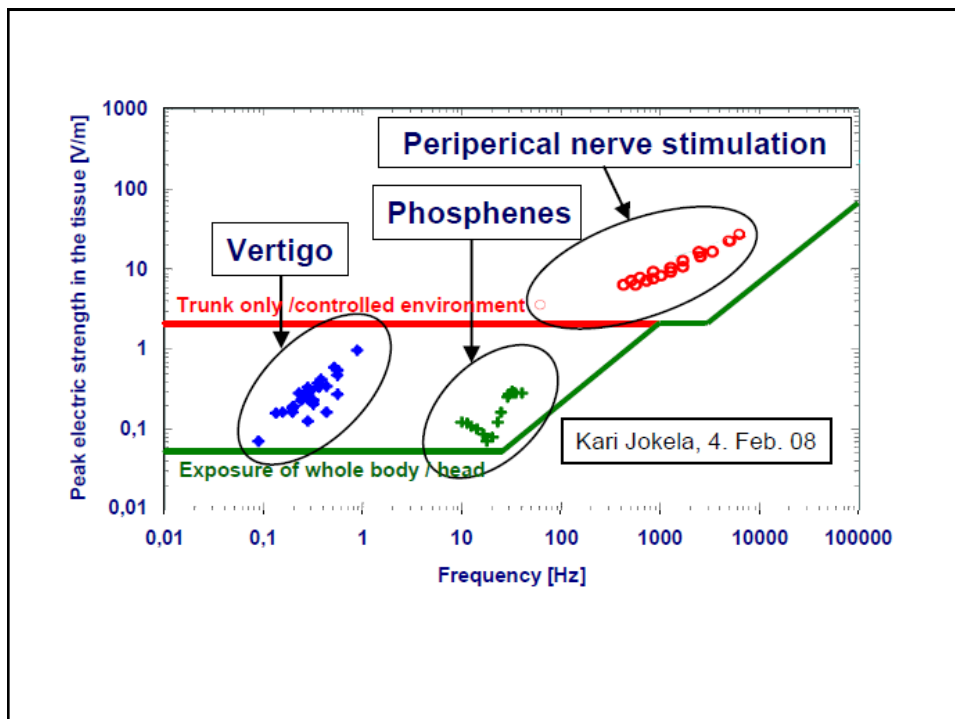 Peak electric strength in the tissue [V/m]
1000
100
10
1
0,1
0,01
Periperical nerve stimulation
Phosphenes
Vertigo
Trunk only /controlled environment
Kari Jokela, 4. Feb. 08
Exposure of whole body / head
0,01 0,1 1 10 100 1000 10000 100000
Frequency [Hz]